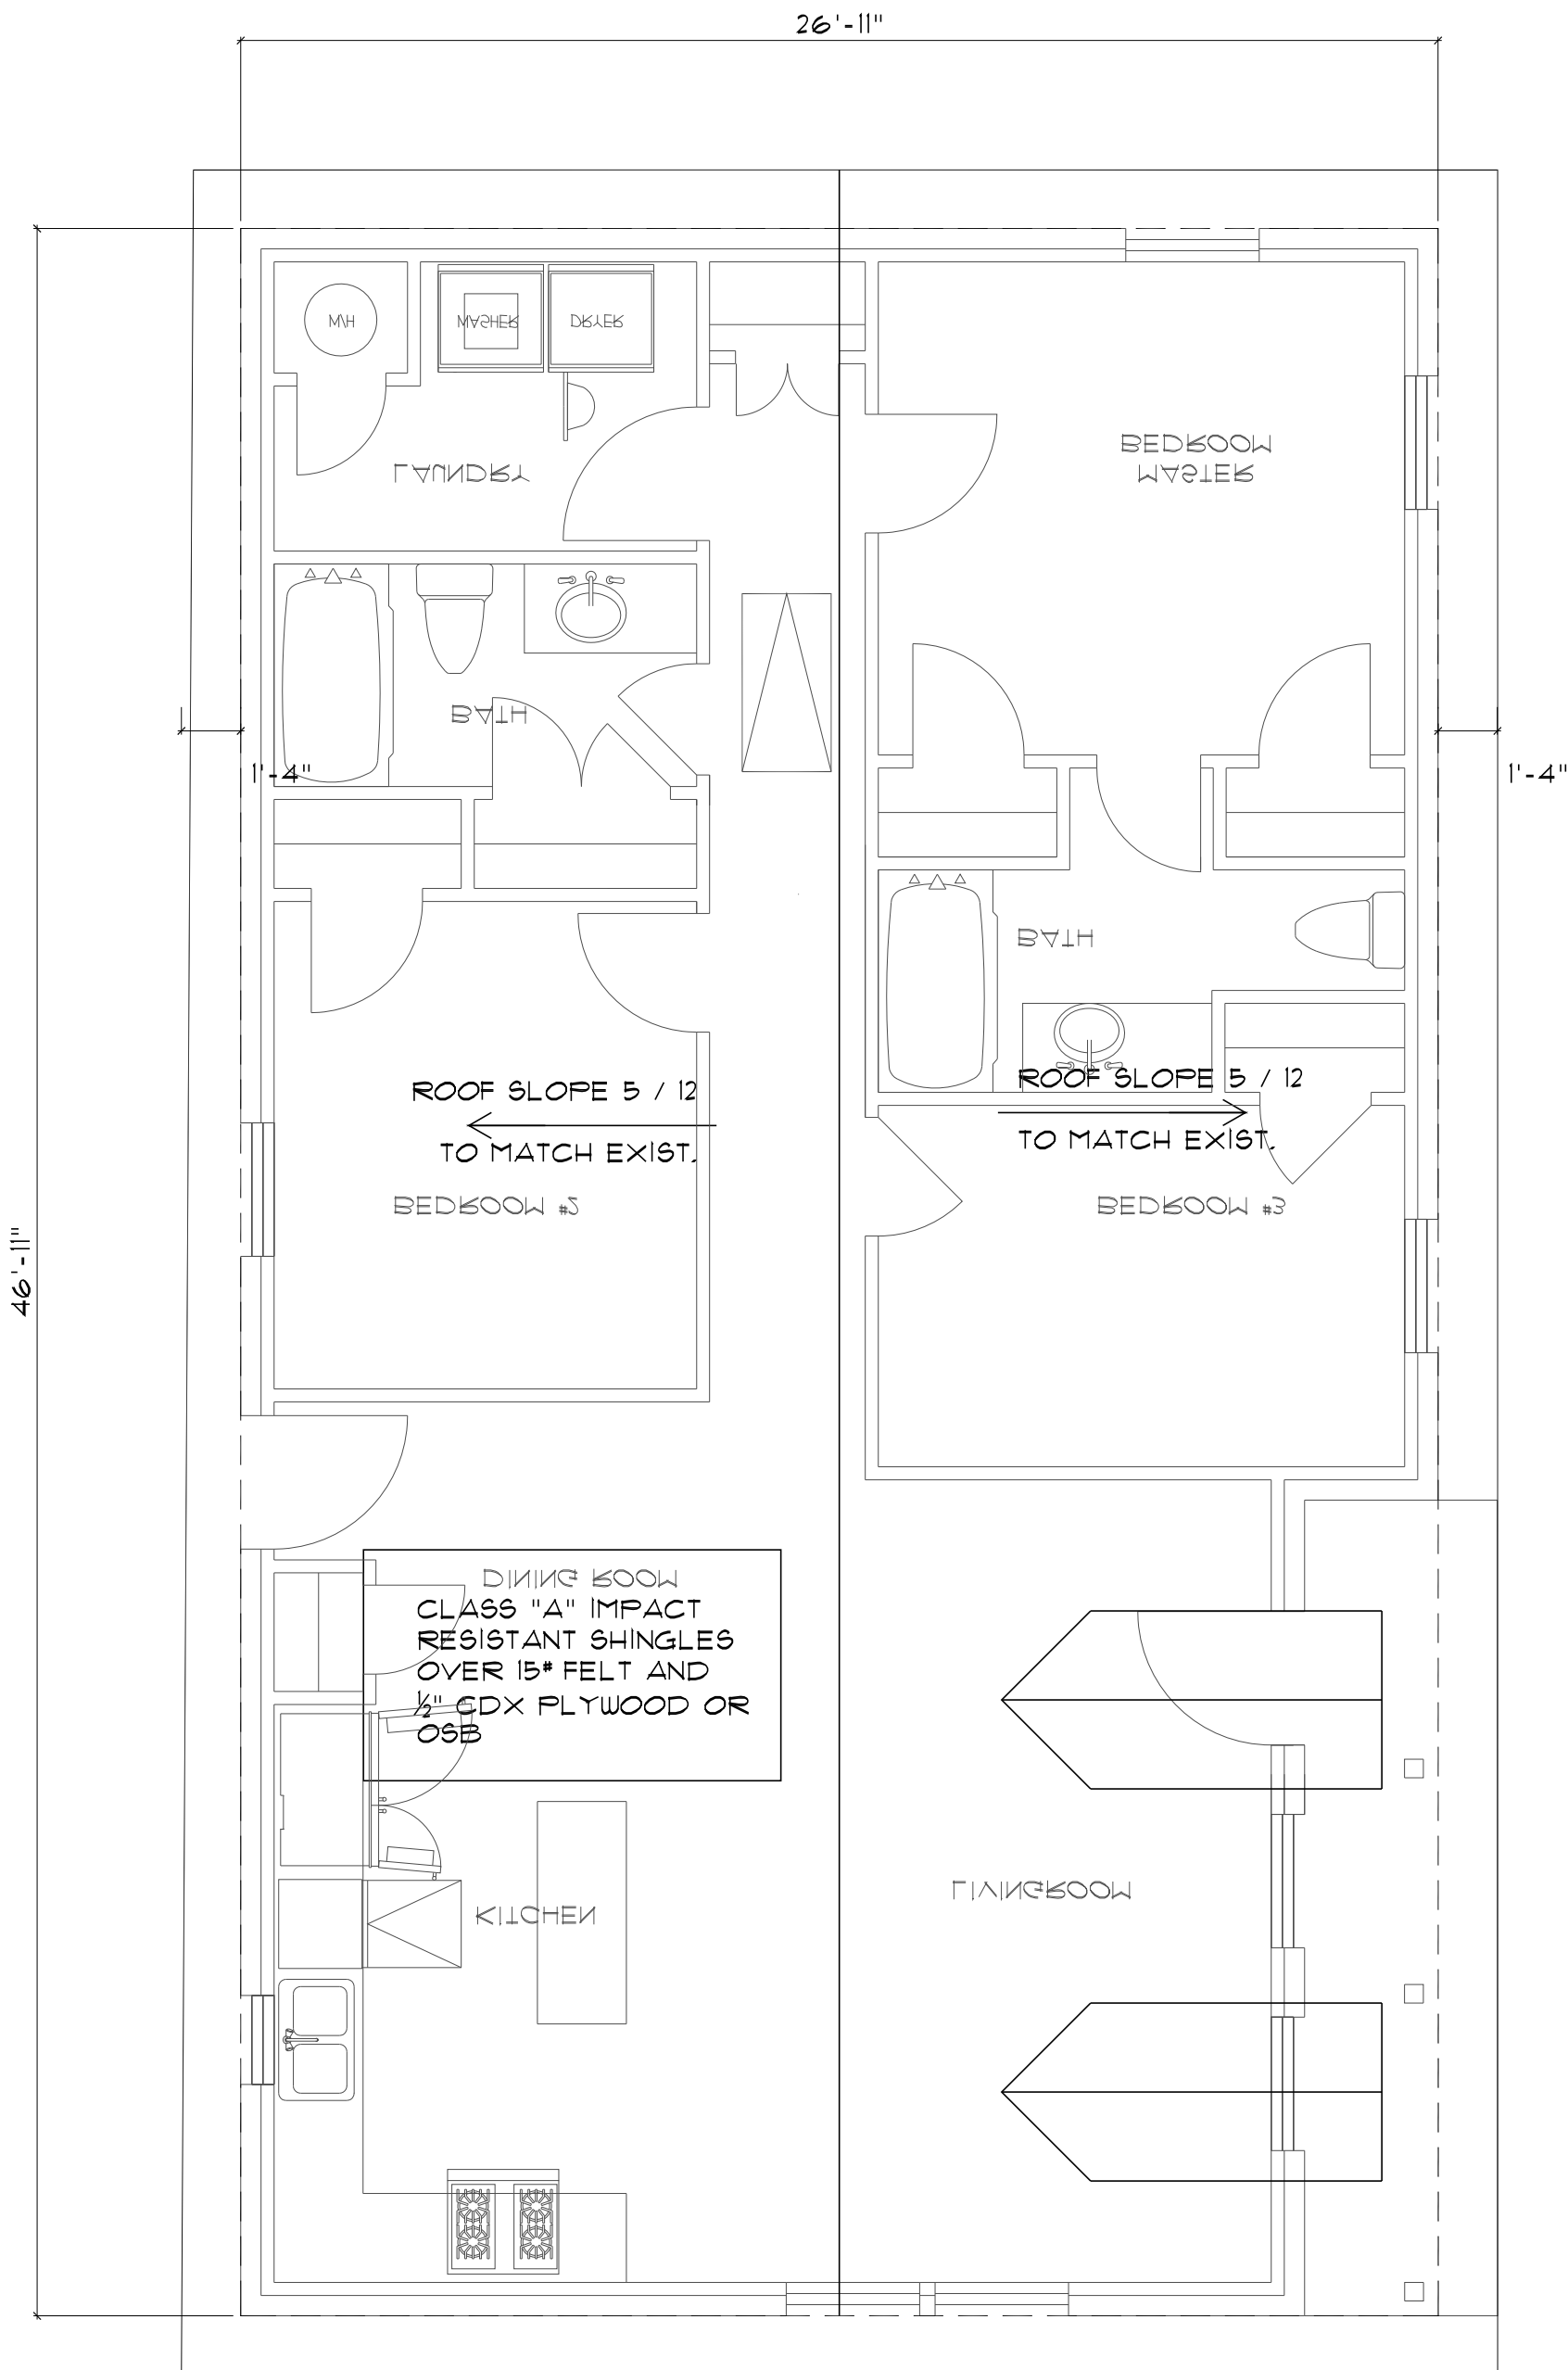 26'-11"
W/H
WASHER
DRYER
BEDROOM
MASTER
LAUNDRY
BATH
1'-4"
1'-4"
BATH
ROOF SLOPE 5 / 12
TO MATCH EXIST.
ROOF SLOPE 5 / 12
TO MATCH EXIST.
BEDROOM #2
BEDROOM #3
46'-11"
DINING ROOM
CLASS "A" IMPACT
RESISTANT SHINGLES
OVER 15# FELT AND
½" CDX PLYWOOD OR
OSB
LIVINGROOM
KITCHEN